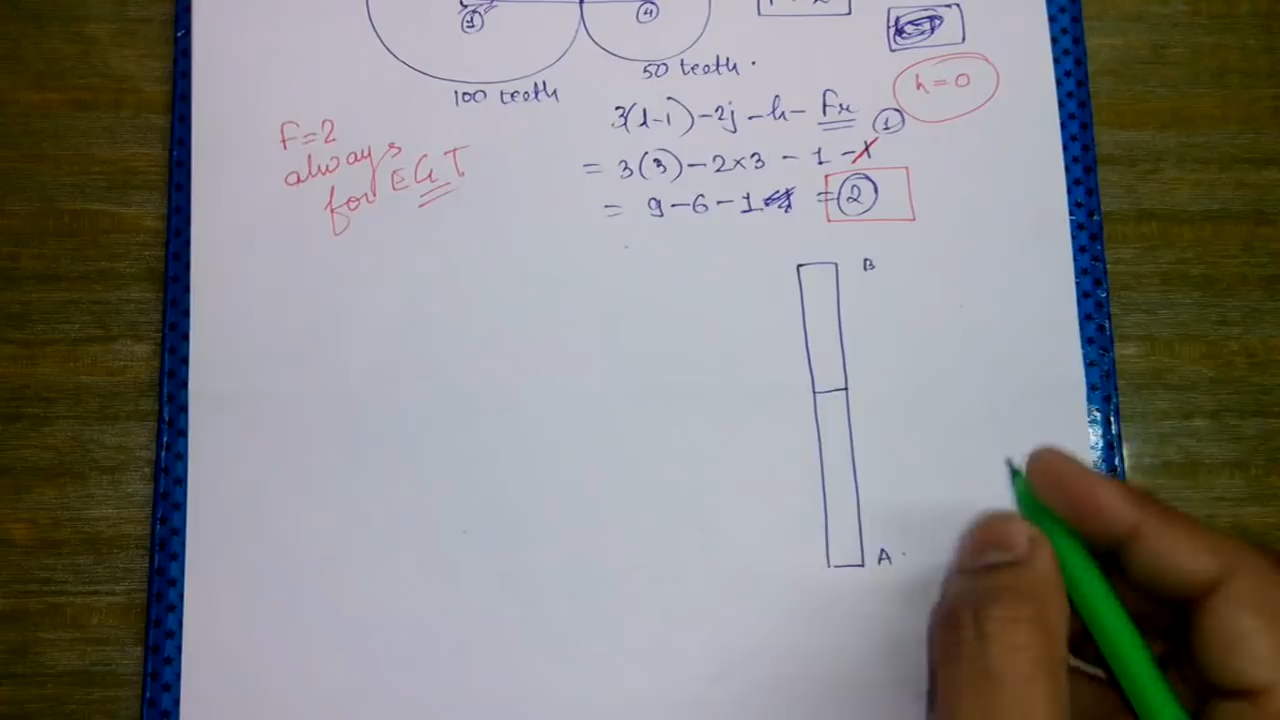 1
4
50 teeth.
100 teeth
h=0
3(l-1)-2j-h-Fr
1
F=2
always
for EGT
= 3(3)-2×3 - 1
= 9-6-1 = 2
B
A.